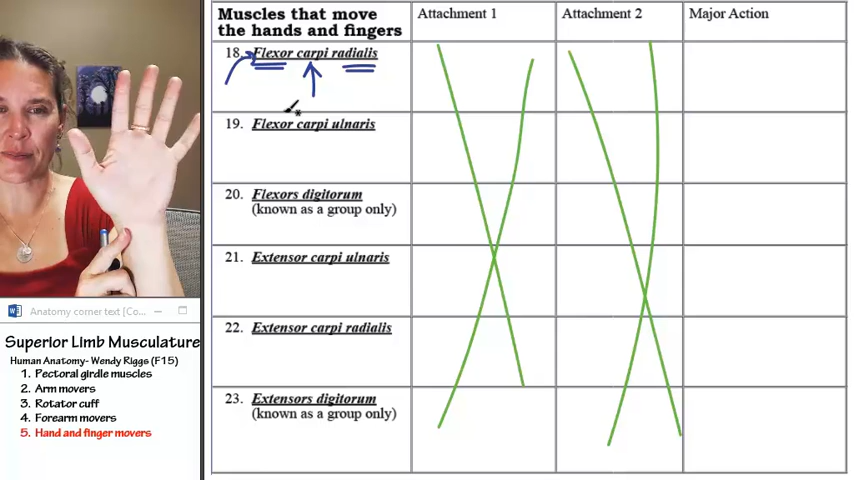 Muscles that move
the hands and fingers
Attachment 1
Attachment 2
Major Action
18. Flexor carpi radialis
19. Flexor carpi ulnaris
20. Flexors digitorum
(known as a group only)
21. Extensor carpi ulnaris
22. Extensor carpi radialis
23. Extensors digitorum
(known as a group only)
Anatomy corner text [Co...
Superior Limb Musculature
Human Anatomy- Wendy Riggs (F15)
1. Pectoral girdle muscles
2. Arm movers
3. Rotator cuff
4. Forearm movers
5. Hand and finger movers